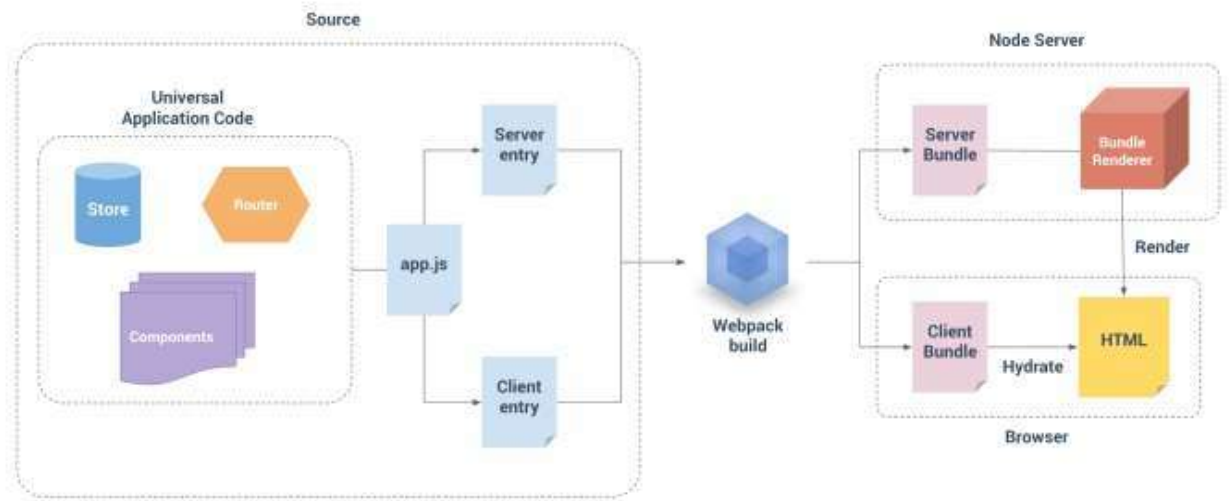 Source
Universal
Application Code
Store
Router
Components
app.js
Server
entry
Client
entry
Webpack
build
Node Server
Server
Bundle
Bundle
Renderer
Render
Client
Bundle
Hydrate
HTML
Browser